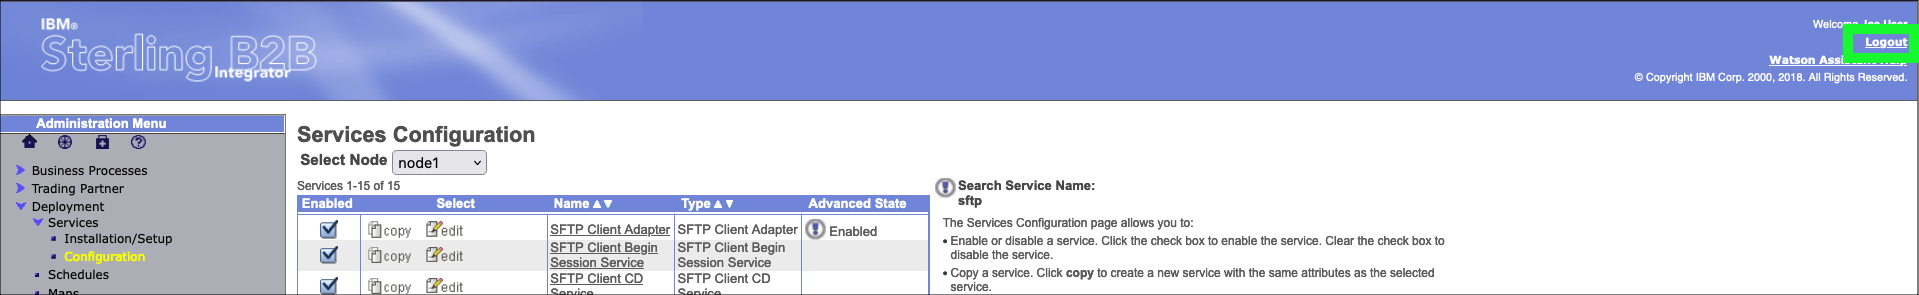 IBM®
Sterling B2B
Integrator
Welcome
Logout
Watson
© Copyright IBM Corp. 2000, 2018. All Rights Reserved.
Administration Menu
Business Processes
Trading Partner
Deployment
Services
Installation/Setup
Configuration
Schedules
Maps
Services Configuration
Select Node node1
Services 1-15 of 15
Enabled Select Name Type Advanced State
copy edit SFTP Client Adapter SFTP Client Adapter Enabled
copy edit SFTP Client Begin Session Service SFTP Client Begin Session Service
copy edit SFTP Client CD Service SFTP Client CD Service
Search Service Name:
sftp
The Services Configuration page allows you to:
• Enable or disable a service. Click the check box to enable the service. Clear the check box to
disable the service.
• Copy a service. Click copy to create a new service with the same attributes as the selected
service.